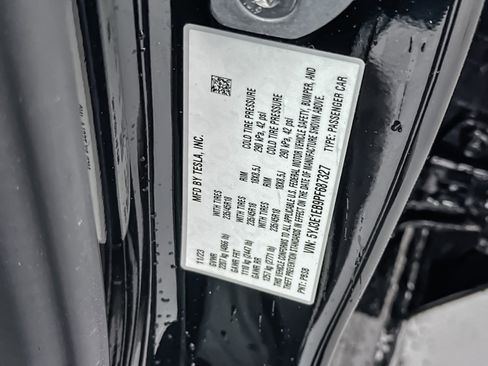 MFD BY TESLA, INC.
11/23
GVWR
2207 kg (4866 lb)
WITH TIRES
RIM
COLD TIRE PRESSURE
GAWR FRT
1110 kg (2447 lb)
235/45R18
18X8.5J
290 kPa, 42 psi
WITH TIRES
RIM
COLD TIRE PRESSURE
GAWR RR
1257 kg (2771 lb)
235/45R18
18X8.5J
290 kPa, 42 psi
THIS VEHICLE CONFORMS TO ALL APPLICABLE U.S. FEDERAL MOTOR VEHICLE SAFETY, BUMPER, AND
THEFT PREVENTION STANDARDS IN EFFECT ON THE DATE OF MANUFACTURE SHOWN ABOVE.
PNT: PBSB
VIN: 5YJ3E1EB9PF687327
TYPE: PASSENGER CAR